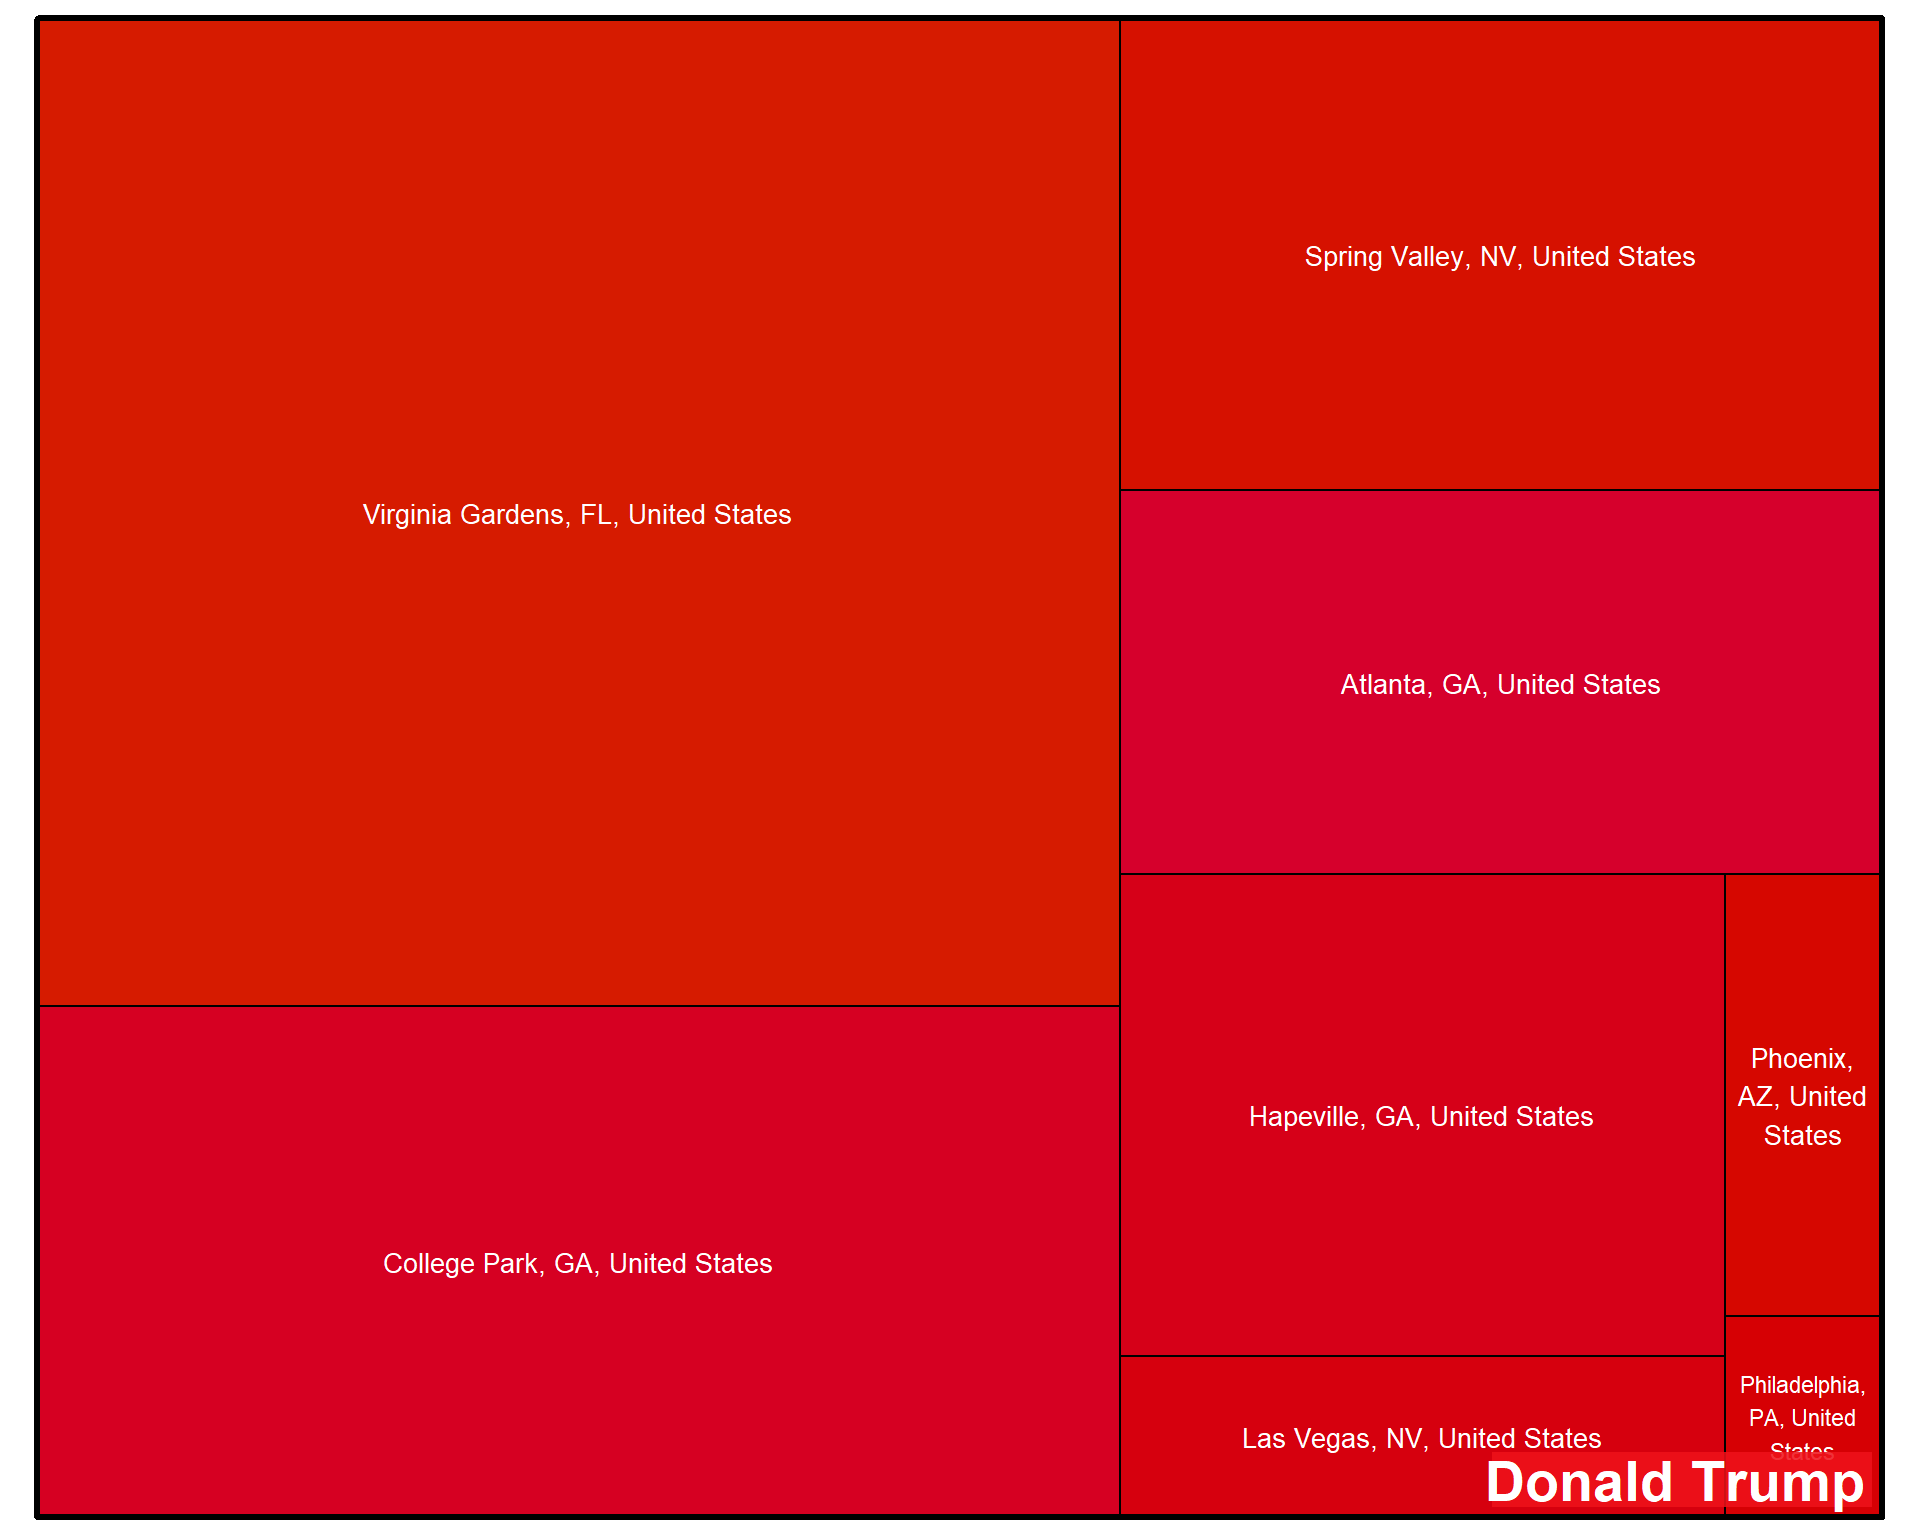 Virginia Gardens, FL, United States
College Park, GA, United States
Spring Valley, NV, United States
Atlanta, GA, United States
Hapeville, GA, United States
Phoenix,
AZ, United
States
Las Vegas, NV, United States
Philadelphia,
PA, United
States
Donald Trump